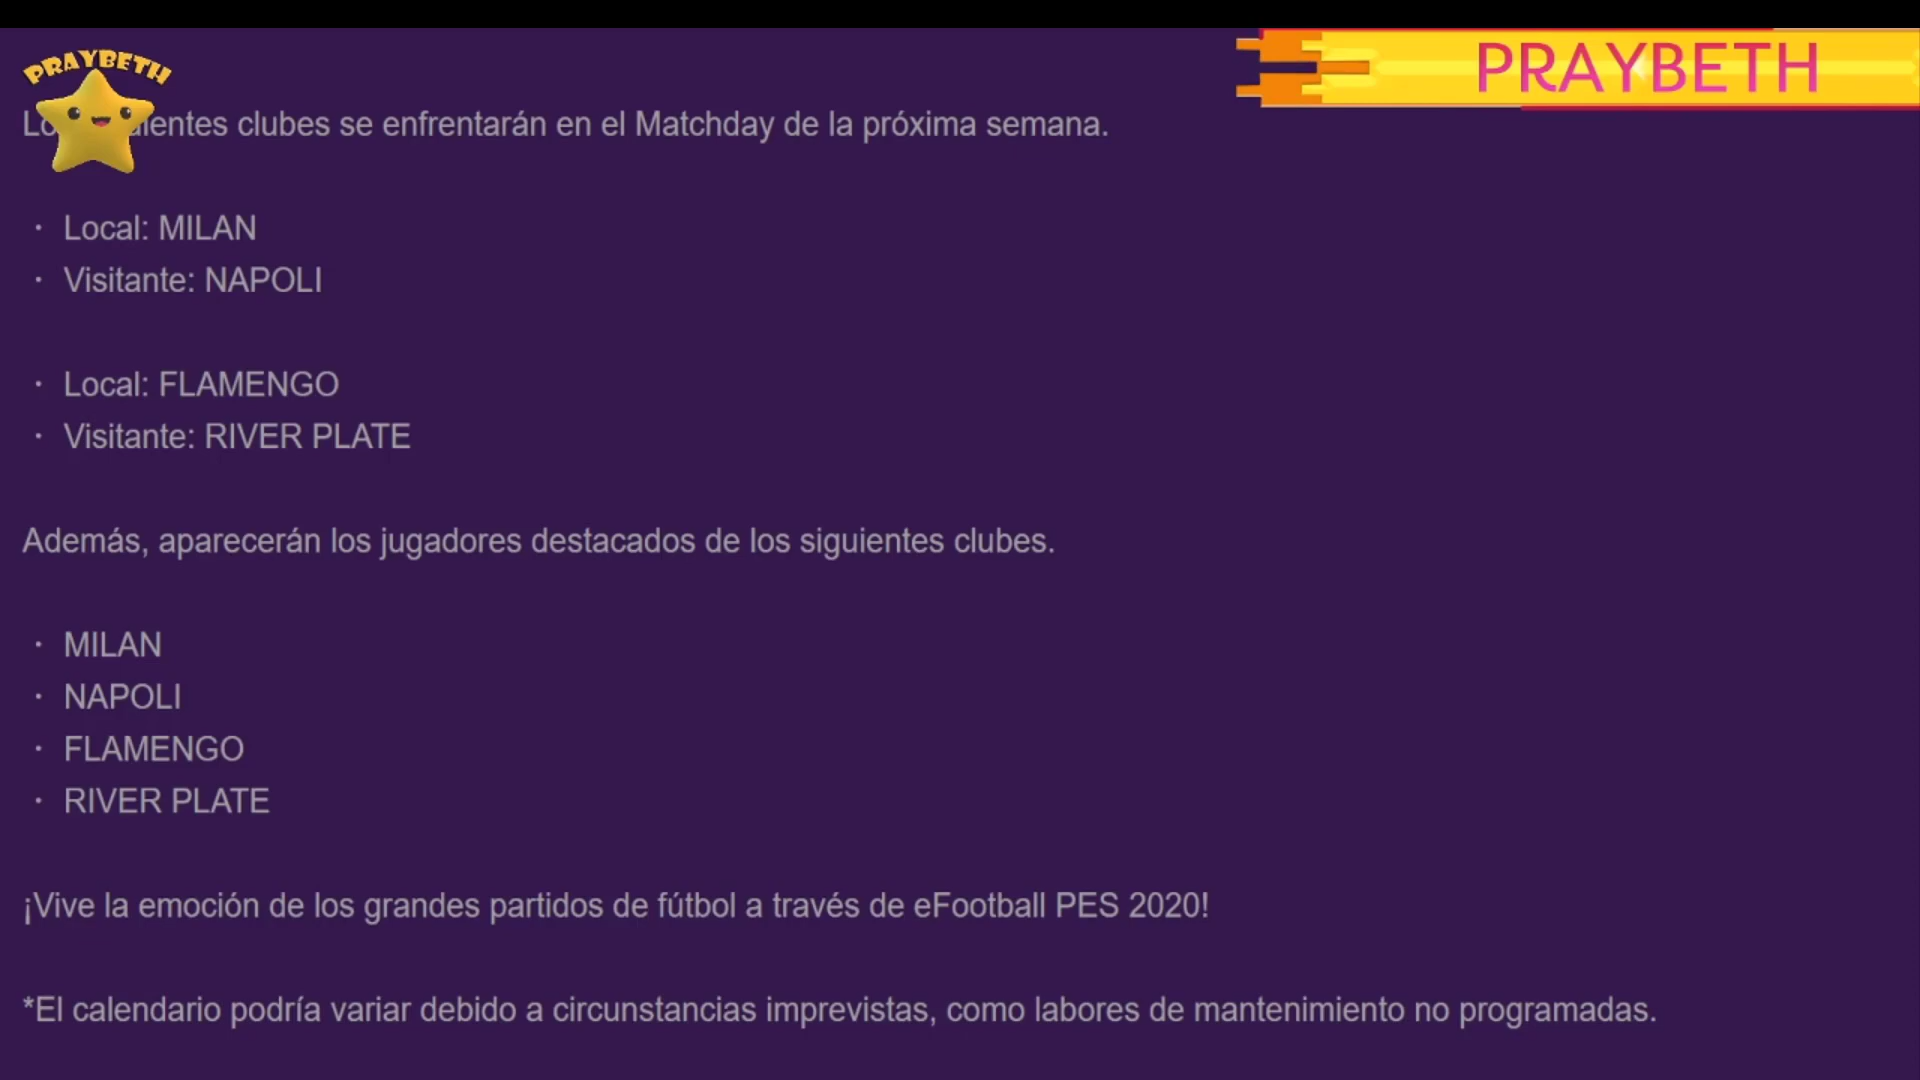 PRAYBETH
PRAYBETH
clubes se enfrentarán en el Matchday de la próxima semana.
· Local: MILAN
· Visitante: NAPOLI
· Local: FLAMENGO
· Visitante: RIVER PLATE
Además, aparecerán los jugadores destacados de los siguientes clubes.
· MILAN
· NAPOLI
· FLAMENGO
· RIVER PLATE
¡Vive la emoción de los grandes partidos de fútbol a través de eFootball PES 2020!
*El calendario podría variar debido a circunstancias imprevistas, como labores de mantenimiento no programadas.